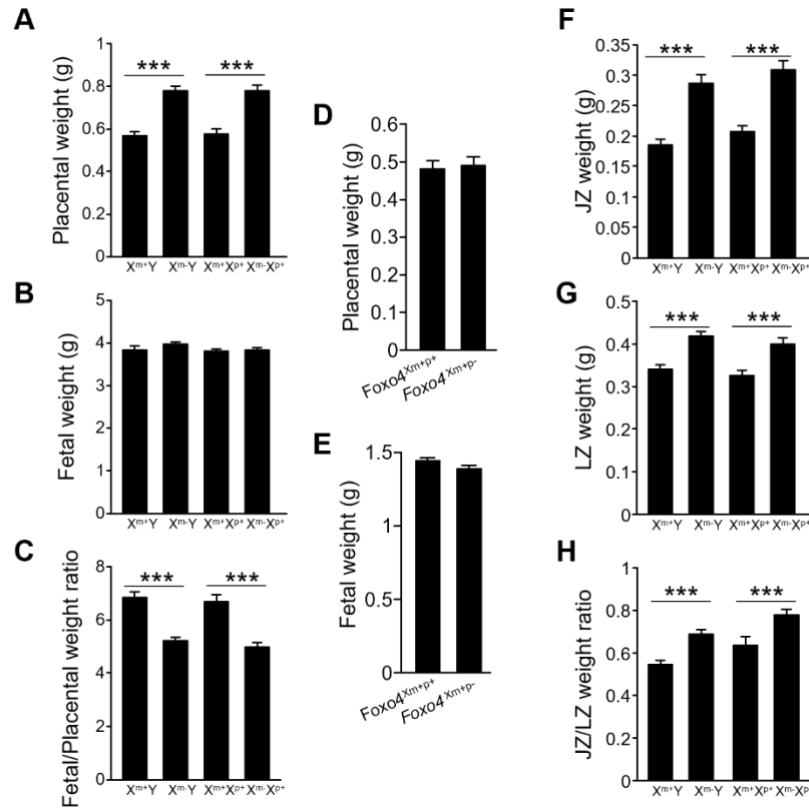 A
Placental weight (g)
1
0.8
0.6
0.4
0.2
0
*** ***
Xᵐ⁺Y Xᵐ⁻Y Xᵐ⁺Xᵖ⁺ Xᵐ⁻Xᵖ⁺
B
Fetal weight (g)
5
4
3
2
1
0
Xᵐ⁺Y Xᵐ⁻Y Xᵐ⁺Xᵖ⁺ Xᵐ⁻Xᵖ⁺
C
Fetal/Placental weight ratio
8
6
4
2
0
*** ***
Xᵐ⁺Y Xᵐ⁻Y Xᵐ⁺Xᵖ⁺ Xᵐ⁻Xᵖ⁺
D
Placental weight (g)
0.6
0.5
0.4
0.3
0.2
0.1
0
Foxo4ˣᵐ⁺ᵖ⁺
Foxo4ˣᵐ⁺ᵖ⁻
E
Fetal weight (g)
1.5
1
0.5
0
Foxo4ˣᵐ⁺ᵖ⁺
Foxo4ˣᵐ⁺ᵖ⁻
F
JZ weight (g)
0.35
0.3
0.25
0.2
0.15
0.1
0.05
0
*** ***
Xᵐ⁺Y Xᵐ⁻Y Xᵐ⁺Xᵖ⁺ Xᵐ⁻Xᵖ⁺
G
LZ weight (g)
0.5
0.4
0.3
0.2
0.1
0
*** ***
Xᵐ⁺Y Xᵐ⁻Y Xᵐ⁺Xᵖ⁺ Xᵐ⁻Xᵖ⁺
H
JZ/LZ weight ratio
1
0.8
0.6
0.4
0.2
0
*** ***
Xᵐ⁺Y Xᵐ⁻Y Xᵐ⁺Xᵖ⁺ Xᵐ⁻Xᵖ